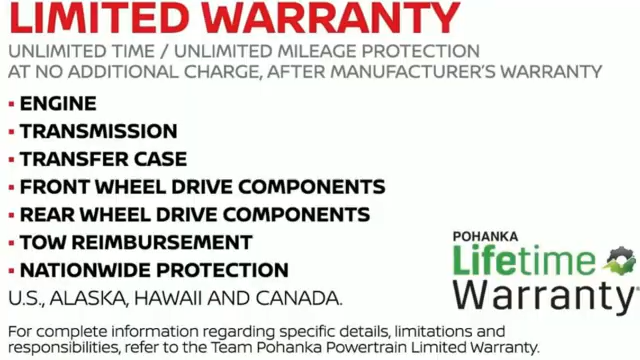 LIMITED WARRANTY
UNLIMITED TIME / UNLIMITED MILEAGE PROTECTION
AT NO ADDITIONAL CHARGE, AFTER MANUFACTURER'S WARRANTY
▪ ENGINE
▪ TRANSMISSION
▪ TRANSFER CASE
▪ FRONT WHEEL DRIVE COMPONENTS
▪ REAR WHEEL DRIVE COMPONENTS
▪ TOW REIMBURSEMENT
▪ NATIONWIDE PROTECTION
U.S., ALASKA, HAWAII AND CANADA.
POHANKA
Lifetime
Warranty
For complete information regarding specific details, limitations and
responsibilities, refer to the Team Pohanka Powertrain Limited Warranty.